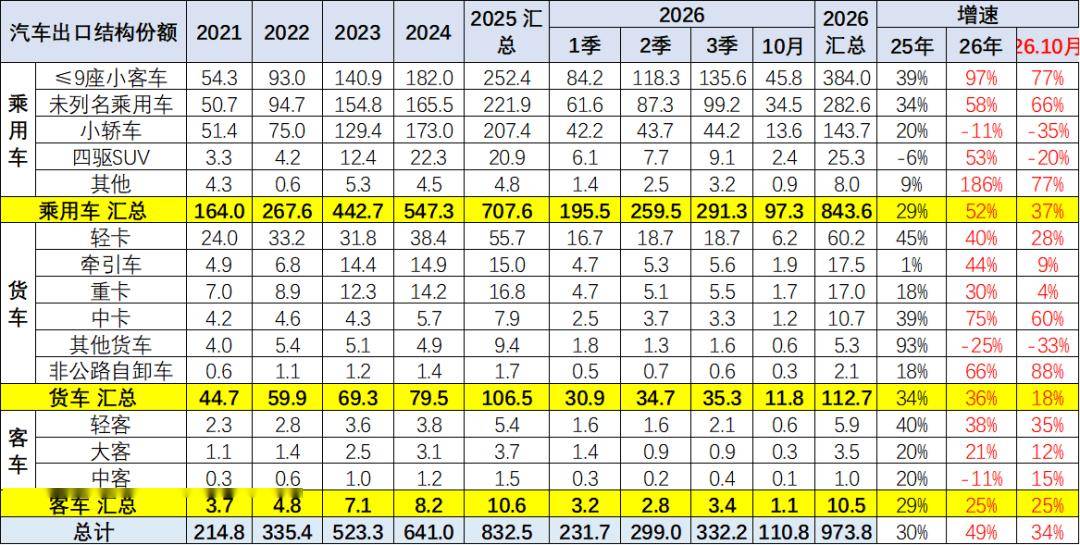 汽车出口结构份额 2021 2022 2023 2024 2025 汇总 2026 2026 汇总 增速
1季 2季 3季 10月 25年 26年 26.10月
乘用车
≤9座小客车 54.3 93.0 140.9 182.0 252.4 84.2 118.3 135.6 45.8 384.0 39% 97% 77%
未列名乘用车 50.7 94.7 154.8 165.5 221.9 61.6 87.3 99.2 34.5 282.6 34% 58% 66%
小轿车 51.4 75.0 129.4 173.0 207.4 42.2 43.7 44.2 13.6 143.7 20% -11% -35%
四驱SUV 3.3 4.2 12.4 22.3 20.9 6.1 7.7 9.1 2.4 25.3 -6% 53% -20%
其他 4.3 0.6 5.3 4.5 4.8 1.4 2.5 3.2 0.9 8.0 9% 186% 77%
乘用车 汇总 164.0 267.6 442.7 547.3 707.6 195.5 259.5 291.3 97.3 843.6 29% 52% 37%
货车
轻卡 24.0 33.2 31.8 38.4 55.7 16.7 18.7 18.7 6.2 60.2 45% 40% 28%
牵引车 4.9 6.8 14.4 14.9 15.0 4.7 5.3 5.6 1.9 17.5 1% 44% 9%
重卡 7.0 8.9 12.3 14.2 16.8 4.7 5.1 5.5 1.7 17.0 18% 30% 4%
中卡 4.2 4.6 4.3 5.7 7.9 2.5 3.7 3.3 1.2 10.7 39% 75% 60%
其他货车 4.0 5.4 5.1 4.9 9.4 1.8 1.3 1.6 0.6 5.3 93% -25% -33%
非公路自卸车 0.6 1.1 1.2 1.4 1.7 0.5 0.7 0.6 0.3 2.1 18% 66% 88%
货车 汇总 44.7 59.9 69.3 79.5 106.5 30.9 34.7 35.3 11.8 112.7 34% 36% 18%
客车
轻客 2.3 2.8 3.6 3.8 5.4 1.6 1.6 2.1 0.6 5.9 40% 38% 35%
大客 1.1 1.4 2.5 3.1 3.7 1.4 0.9 0.9 0.3 3.5 20% 21% 12%
中客 0.3 0.6 1.0 1.2 1.5 0.3 0.2 0.4 0.1 1.0 20% -11% 15%
客车 汇总 3.7 4.8 7.1 8.2 10.6 3.2 2.8 3.4 1.1 10.5 29% 25% 25%
总计 214.8 335.4 523.3 641.0 832.5 231.7 299.0 332.2 110.8 973.8 30% 49% 34%